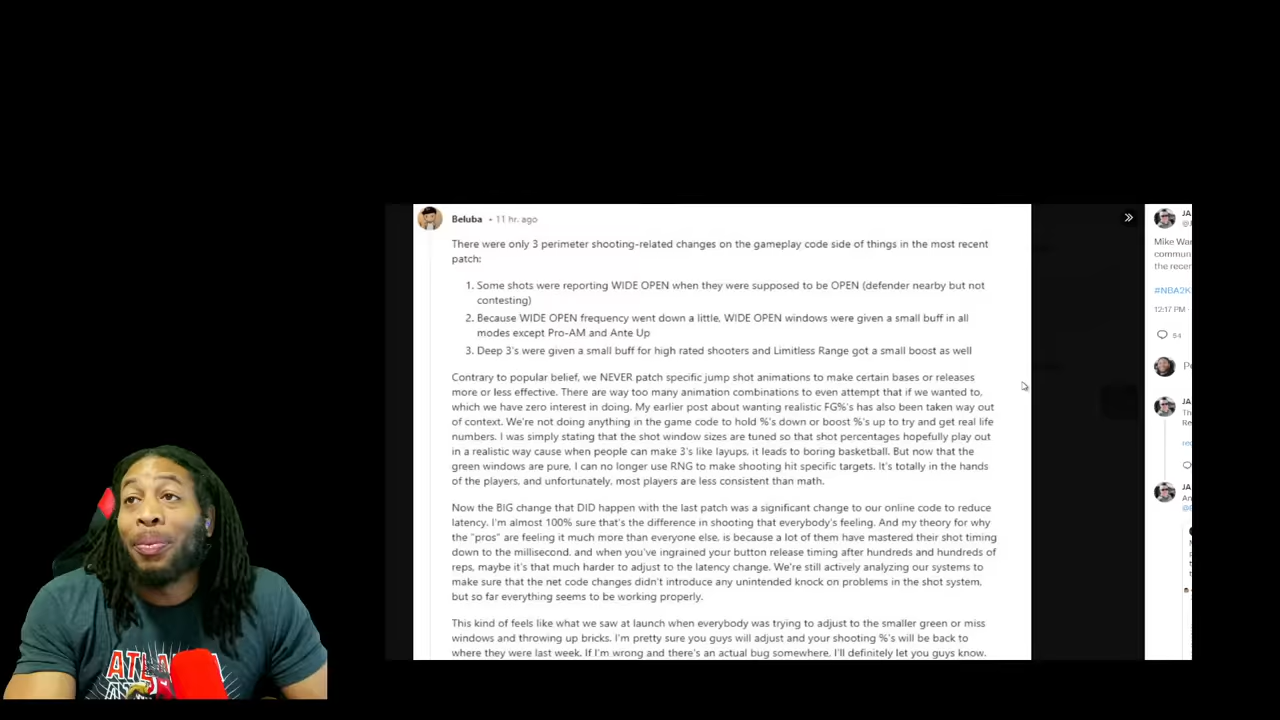 Beluba • 11 hr. ago
There were only 3 perimeter shooting-related changes on the gameplay code side of things in the most recent
patch:
1. Some shots were reporting WIDE OPEN when they were supposed to be OPEN (defender nearby but not
contesting)
2. Because WIDE OPEN frequency went down a little, WIDE OPEN windows were given a small buff in all
modes except Pro-AM and Ante Up
3. Deep 3's were given a small buff for high rated shooters and Limitless Range got a small boost as well
Contrary to popular belief, we NEVER patch specific jump shot animations to make certain bases or releases
more or less effective. There are way too many animation combinations to even attempt that if we wanted to,
which we have zero interest in doing. My earlier post about wanting realistic FG%'s has also been taken way out
of context. We're not doing anything in the game code to hold %'s down or boost %'s up to try and get real life
numbers. I was simply stating that the shot window sizes are tuned so that shot percentages hopefully play out
in a realistic way cause when people can make 3's like layups, it leads to boring basketball. But now that the
green windows are pure, I can no longer use RNG to make shooting hit specific targets. It's totally in the hands
of the players, and unfortunately, most players are less consistent than math.
Now the BIG change that DID happen with the last patch was a significant change to our online code to reduce
latency. I'm almost 100% sure that's the difference in shooting that everybody's feeling. And my theory for why
the "pros" are feeling it much more than everyone else, is because a lot of them have mastered their shot timing
down to the millisecond, and when you've ingrained your button release timing after hundreds and hundreds of
reps, maybe it's that much harder to adjust to the latency change. We're still actively analyzing our systems to
make sure that the net code changes didn't introduce any unintended knock on problems in the shot system,
but so far everything seems to be working properly.
This kind of feels like what we saw at launch when everybody was trying to adjust to the smaller green or miss
windows and throwing up bricks. I'm pretty sure you guys will adjust and your shooting %'s will be back to
where they were last week. If I'm wrong and there's an actual bug somewhere, I'll definitely let you guys know.
JA
Mike Wa
commun
the recen
#NBA2K
12:17 PM
94
JA
JA
ATLANTA